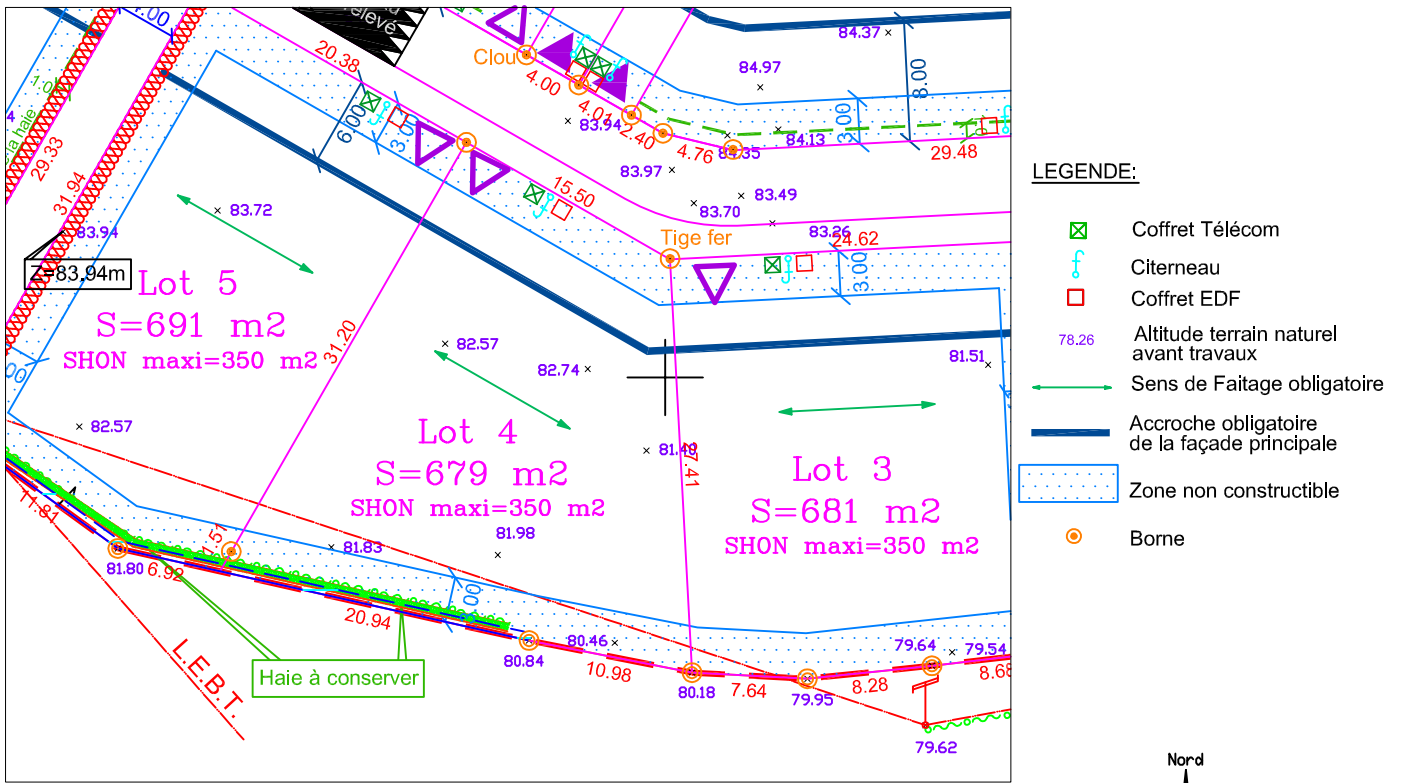 20.38
Clou
84.37
84.97
8.00
4.00
6.00
4.01
83.94
2.40
3.00
84.13
29.33
31.94
4.76
84.35
29.48
83.97
83.49
83.70
83.26
15.50
24.62
83.72
83.94
Tige fer
3.00
Z=83.94m
Lot 5
S=691 m2
SHON maxi=350 m2
31.20
82.57
82.74
81.51
82.57
Lot 4
S=679 m2
SHON maxi=350 m2
81.40
27.41
Lot 3
S=681 m2
SHON maxi=350 m2
11.81
81.98
81.83
81.80
6.92
20.94
80.84
80.46
10.98
80.18
7.64
79.95
8.28
79.64
79.54
8.68
79.62
L.E.B.T.
Haie à conserver
LEGENDE:
Coffret Télécom
Citerneau
Coffret EDF
78.26
Altitude terrain naturel
avant travaux
Sens de Faitage obligatoire
Accroche obligatoire
de la façade principale
Zone non constructible
Borne
Nord